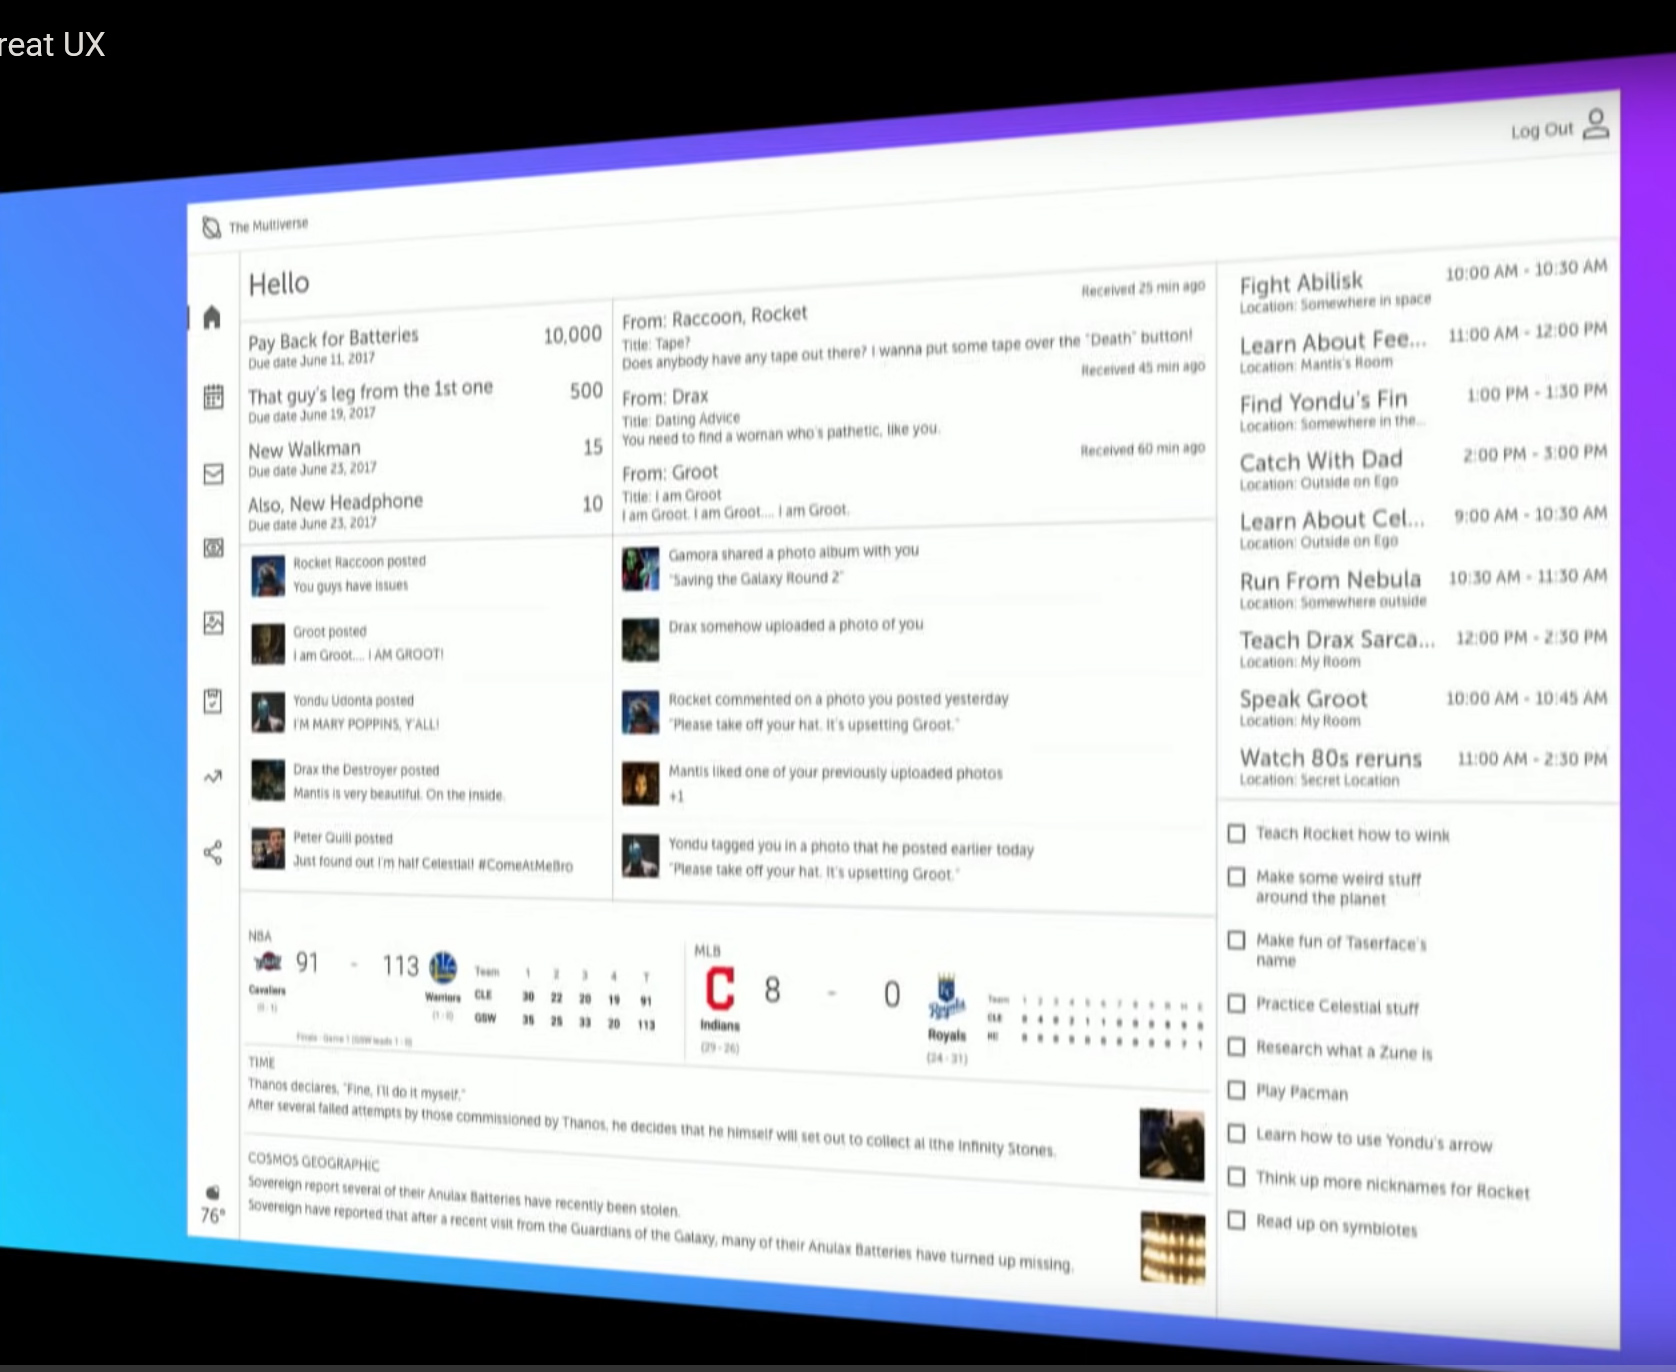 reat UX
Log Out
The Multiverse
Hello
Pay Back for Batteries 10,000
Due date June 11, 2017
That guy's leg from the 1st one 500
Due date June 19, 2017
New Walkman 15
Due date June 23, 2017
Also, New Headphone 10
Due date June 23, 2017
Received 25 min ago
From: Raccoon, Rocket
Title: Tape?
Does anybody have any tape out there? I wanna put some tape over the "Death" button!
Received 45 min ago
From: Drax
Title: Dating Advice
You need to find a woman who's pathetic, like you.
Received 60 min ago
From: Groot
Title: I am Groot
I am Groot. I am Groot.... I am Groot.
Rocket Raccoon posted
You guys have issues
Groot posted
I am Groot.... I AM GROOT!
Yondu Udonta posted
I'M MARY POPPINS, Y'ALL!
Drax the Destroyer posted
Mantis is very beautiful. On the inside.
Peter Quill posted
Just found out I'm half Celestial! #ComeAtMeBro
Gamora shared a photo album with you
"Saving the Galaxy Round 2"
Drax somehow uploaded a photo of you
Rocket commented on a photo you posted yesterday
"Please take off your hat. It's upsetting Groot."
Mantis liked one of your previously uploaded photos
+1
Yondu tagged you in a photo that he posted earlier today
"Please take off your hat. It's upsetting Groot."
NBA
91 - 113
Cavaliers
Warriors
Team 1 2 3 4 T
CLE 30 22 20 19 91
GSW 35 25 33 20 113
MLB
C 8 - 0 Royals
Indians
(29 - 26)
Royals
(24 - 31)
TIME
Thanos declares, "Fine, I'll do it myself."
After several failed attempts by those commissioned by Thanos, he decides that he himself will set out to collect al lthe Infinity Stones.
COSMOS GEOGRAPHIC
Sovereign report several of their Anulax Batteries have recently been stolen.
Sovereign have reported that after a recent visit from the Guardians of the Galaxy, many of their Anulax Batteries have turned up missing.
76°
Fight Abilisk 10:00 AM - 10:30 AM
Location: Somewhere in space
Learn About Fee... 11:00 AM - 12:00 PM
Location: Mantis's Room
Find Yondu's Fin 1:00 PM - 1:30 PM
Location: Somewhere in the...
Catch With Dad 2:00 PM - 3:00 PM
Location: Outside on Ego
Learn About Cel... 9:00 AM - 10:30 AM
Location: Outside on Ego
Run From Nebula 10:30 AM - 11:30 AM
Location: Somewhere outside
Teach Drax Sarca... 12:00 PM - 2:30 PM
Location: My Room
Speak Groot 10:00 AM - 10:45 AM
Location: My Room
Watch 80s reruns 11:00 AM - 2:30 PM
Location: Secret Location
Teach Rocket how to wink
Make some weird stuff
around the planet
Make fun of Taserface's
name
Practice Celestial stuff
Research what a Zune is
Play Pacman
Learn how to use Yondu's arrow
Think up more nicknames for Rocket
Read up on symbiotes